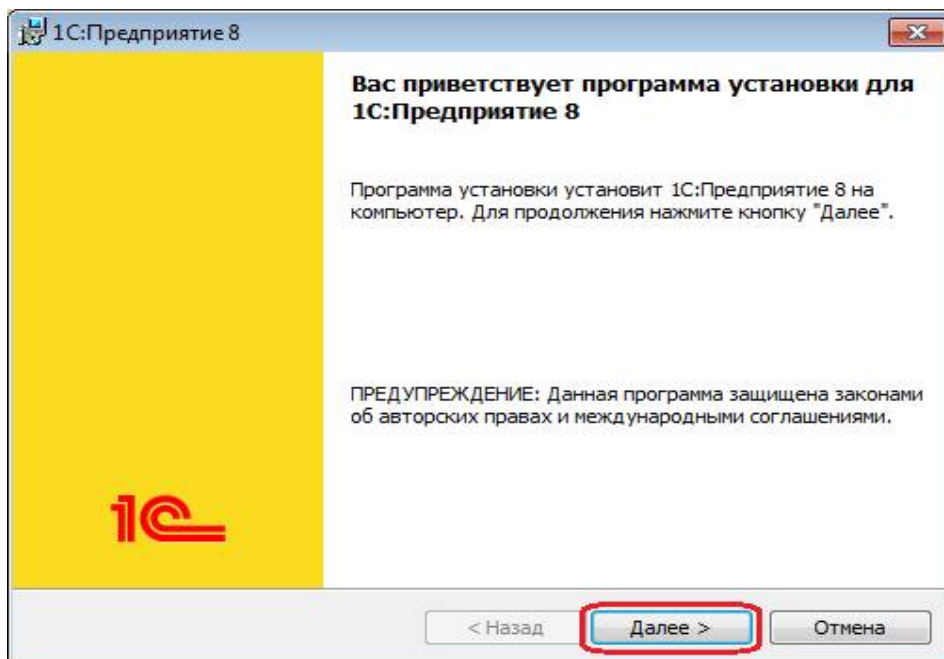 1С:Предприятие 8
Вас приветствует программа установки для
1С:Предприятие 8
Программа установки установит 1С:Предприятие 8 на
компьютер. Для продолжения нажмите кнопку "Далее".
ПРЕДУПРЕЖДЕНИЕ: Данная программа защищена законами
об авторских правах и международными соглашениями.
1С
< Назад
Далее >
Отмена